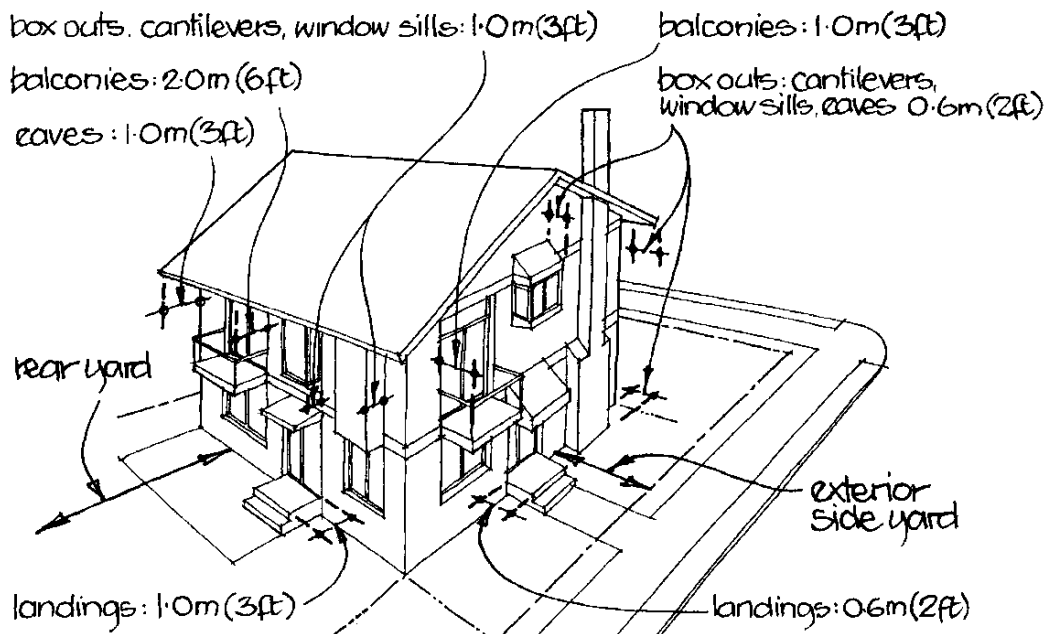 box outs. cantilevers, window sills: 1·0m(3ft)
balconies: 2·0m(6ft)
eaves: 1·0m(3ft)
balconies: 1·0m(3ft)
box outs: cantilevers,
window sills, eaves 0·6m(2ft)
rear yard
exterior
side yard
landings: 1·0m(3ft)
landings: 0·6m(2ft)